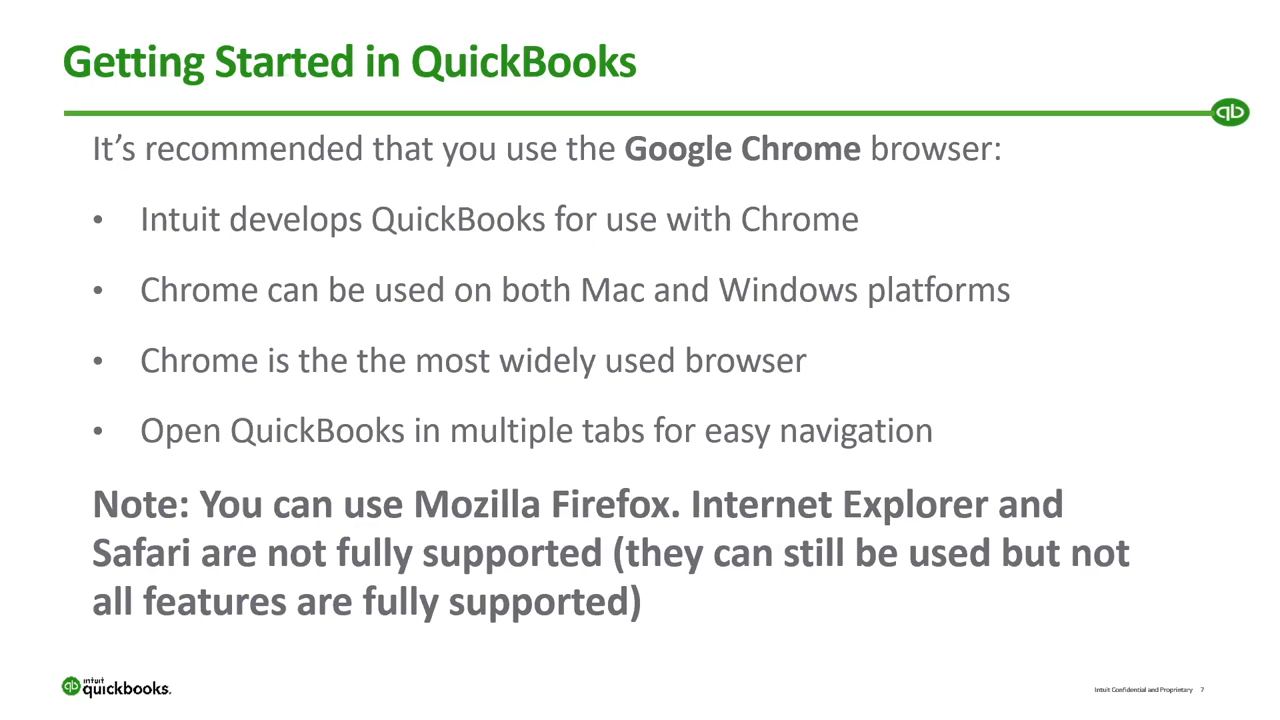 Getting Started in QuickBooks
qb
It’s recommended that you use the Google Chrome browser:
• Intuit develops QuickBooks for use with Chrome
• Chrome can be used on both Mac and Windows platforms
• Chrome is the the most widely used browser
• Open QuickBooks in multiple tabs for easy navigation
Note: You can use Mozilla Firefox. Internet Explorer and
Safari are not fully supported (they can still be used but not
all features are fully supported)
qb intuit
quickbooks.
Intuit Confidential and Proprietary 7